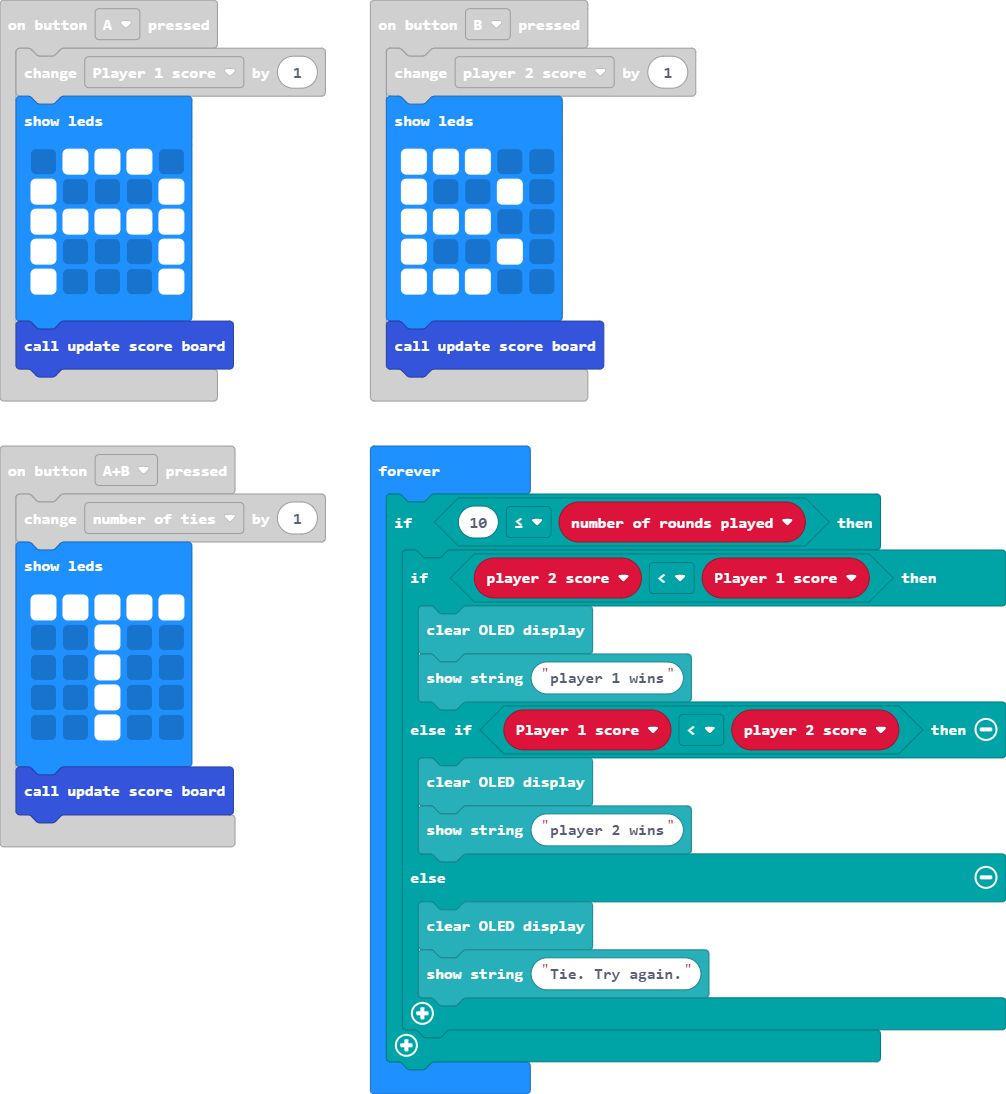 on button A pressed
change Player 1 score by 1
show leds
call update score board
on button B pressed
change player 2 score by 1
show leds
call update score board
on button A+B pressed
change number of ties by 1
show leds
call update score board
forever
if 10 ≤ number of rounds played then
if player 2 score < Player 1 score then
clear OLED display
show string "player 1 wins"
else if Player 1 score < player 2 score then
clear OLED display
show string "player 2 wins"
else
clear OLED display
show string "Tie. Try again."